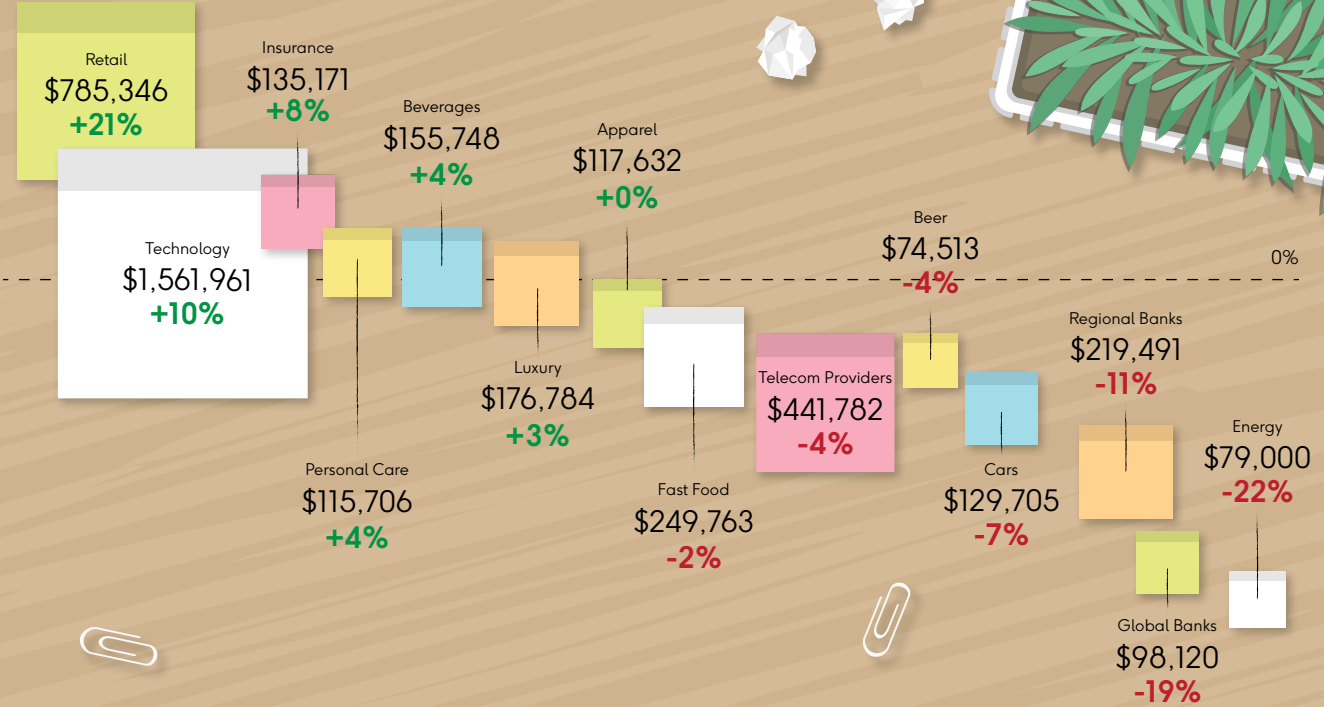 Retail
$785,346
+21%
Insurance
$135,171
+8%
Beverages
$155,748
+4%
Apparel
$117,632
+0%
Beer
$74,513
-4%
0%
Technology
$1,561,961
+10%
Regional Banks
$219,491
-11%
Luxury
$176,784
+3%
Telecom Providers
$441,782
-4%
Energy
$79,000
-22%
Personal Care
$115,706
+4%
Fast Food
$249,763
-2%
Cars
$129,705
-7%
Global Banks
$98,120
-19%